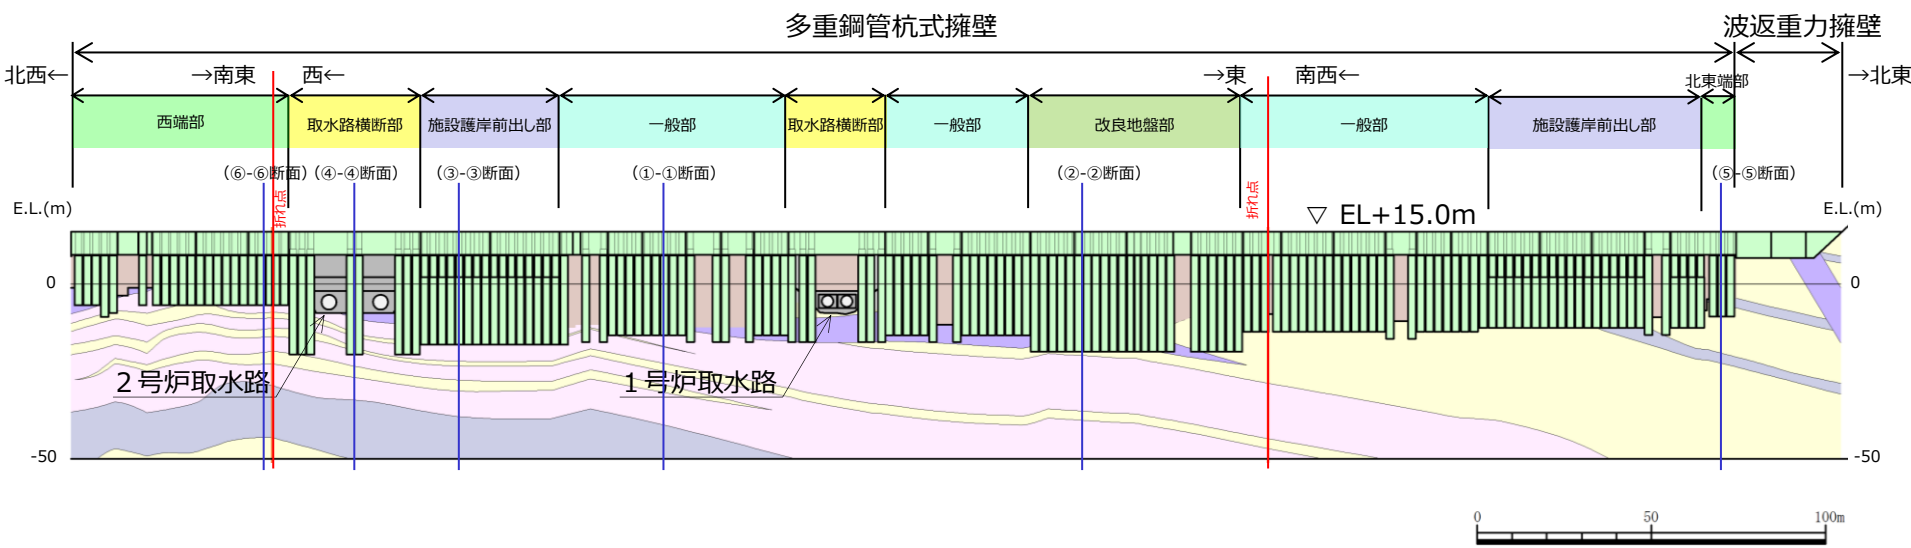 多重鋼管杭式擁壁
波返重力擁壁
北西← →南東 西← →東 南西← →北東
北東端部
西端部 取水路横断部 施設護岸前出し部 一般部 取水路横断部 一般部 改良地盤部 一般部 施設護岸前出し部
(⑥-⑥断面) (④-④断面) (③-③断面) (①-①断面) (②-②断面) (⑤-⑤断面)
折れ点 折れ点
E.L.(m) ▽ EL+15.0m E.L.(m)
0 0
2号炉取水路 1号炉取水路
-50 -50
0 50 100m